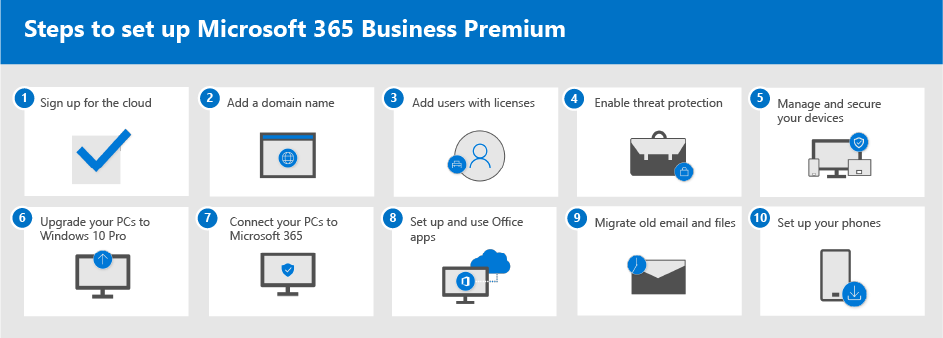 Steps to set up Microsoft 365 Business Premium
1 Sign up for the cloud
2 Add a domain name
3 Add users with licenses
4 Enable threat protection
5 Manage and secure
your devices
6 Upgrade your PCs to
Windows 10 Pro
7 Connect your PCs to
Microsoft 365
8 Set up and use Office
apps
9 Migrate old email and files
10 Set up your phones